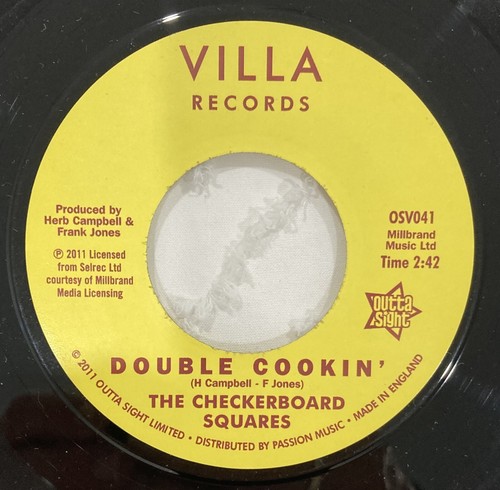 VILLA
RECORDS
Produced by
Herb Campbell &
Frank Jones
℗ 2011 Licensed
from Selrec Ltd
courtesy of Millbrand
Media Licensing
OSV041
Millbrand
Music Ltd
Time 2:42
outta
sight
DOUBLE COOKIN'
(H Campbell - F Jones)
THE CHECKERBOARD
SQUARES
© 2011 OUTTA SIGHT LIMITED • DISTRIBUTED BY PASSION MUSIC • MADE IN ENGLAND